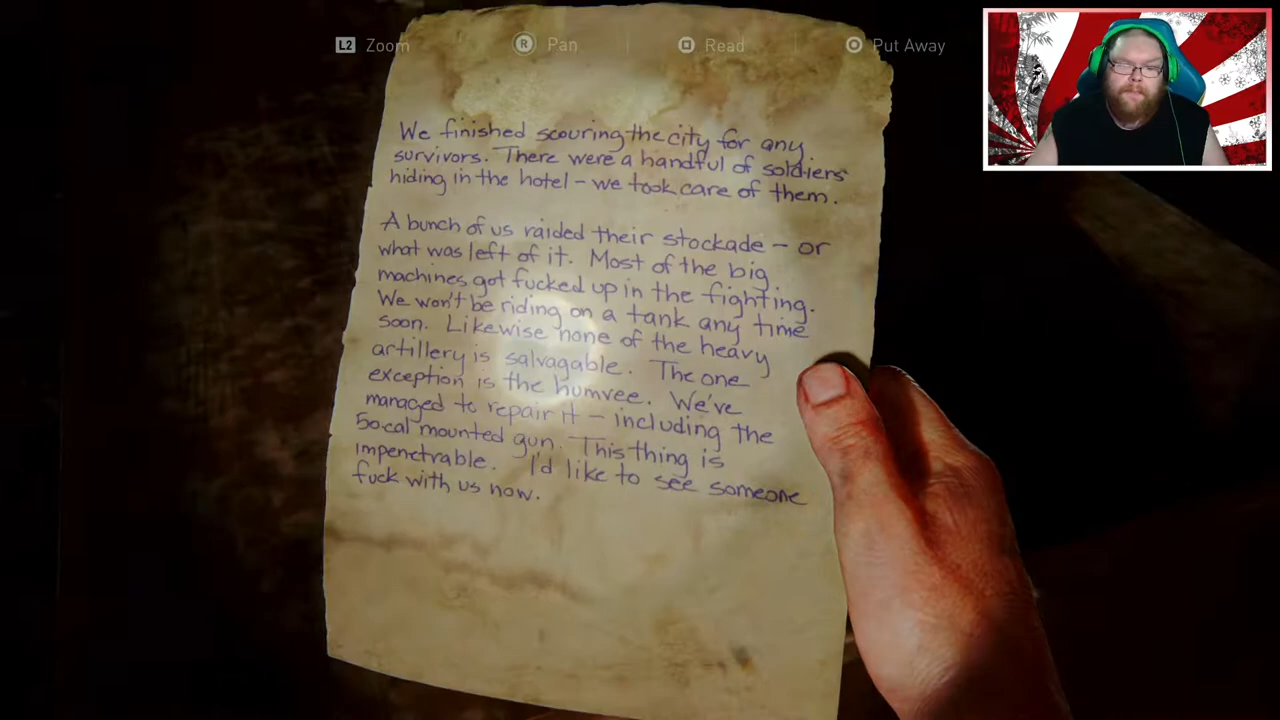 L2 Zoom R Pan Read Put Away
We finished scouring the city for any
survivors. There were a handful of soldiers
hiding in the hotel - we took care of them.
A bunch of us raided their stockade - or
what was left of it. Most of the big
machines got fucked up in the fighting.
We won't be riding on a tank any time
soon. Likewise none of the heavy
artillery is salvagable. The one
exception is the humvee. We've
managed to repair it - including the
50cal mounted gun. This thing is
impenetrable. I'd like to see someone
fuck with us now.